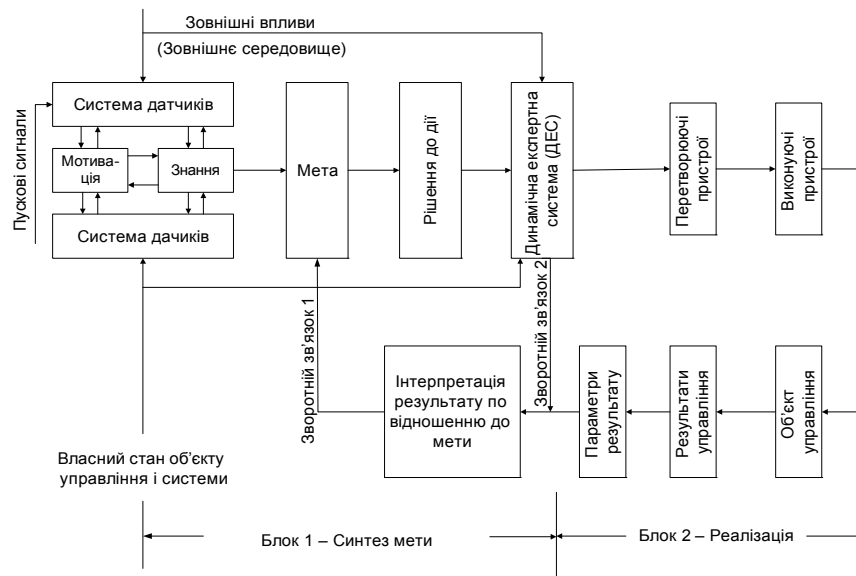 Зовнішні впливи
(Зовнішнє середовище)
Пускові сигнали
Система датчиків
Мотива-
ція
Знання
Система дачиків
Мета
Рішення до дії
Динамічна експертна
система (ДЕС)
Перетворюючі
пристрої
Виконуючі
пристрої
Зворотній зв'язок 1
Зворотній зв'язок 2
Інтерпретація
результату по
відношенню до
мети
Параметри
результату
Результати
управління
Об'єкт
управління
Власний стан об'єкту
управління і системи
Блок 1 – Синтез мети
Блок 2 – Реалізація